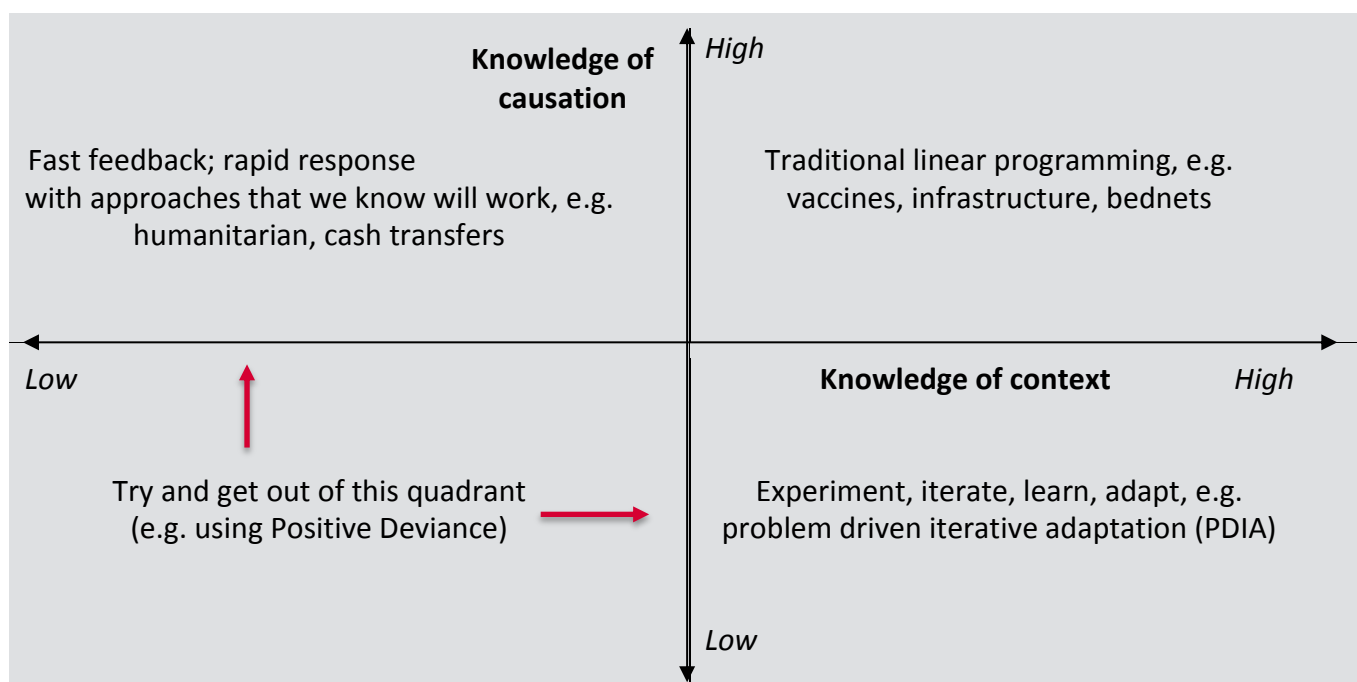 Knowledge of
causation
High
Fast feedback; rapid response
with approaches that we know will work, e.g.
humanitarian, cash transfers
Traditional linear programming, e.g.
vaccines, infrastructure, bednets
Low
Knowledge of context
High
Try and get out of this quadrant
(e.g. using Positive Deviance)
Experiment, iterate, learn, adapt, e.g.
problem driven iterative adaptation (PDIA)
Low